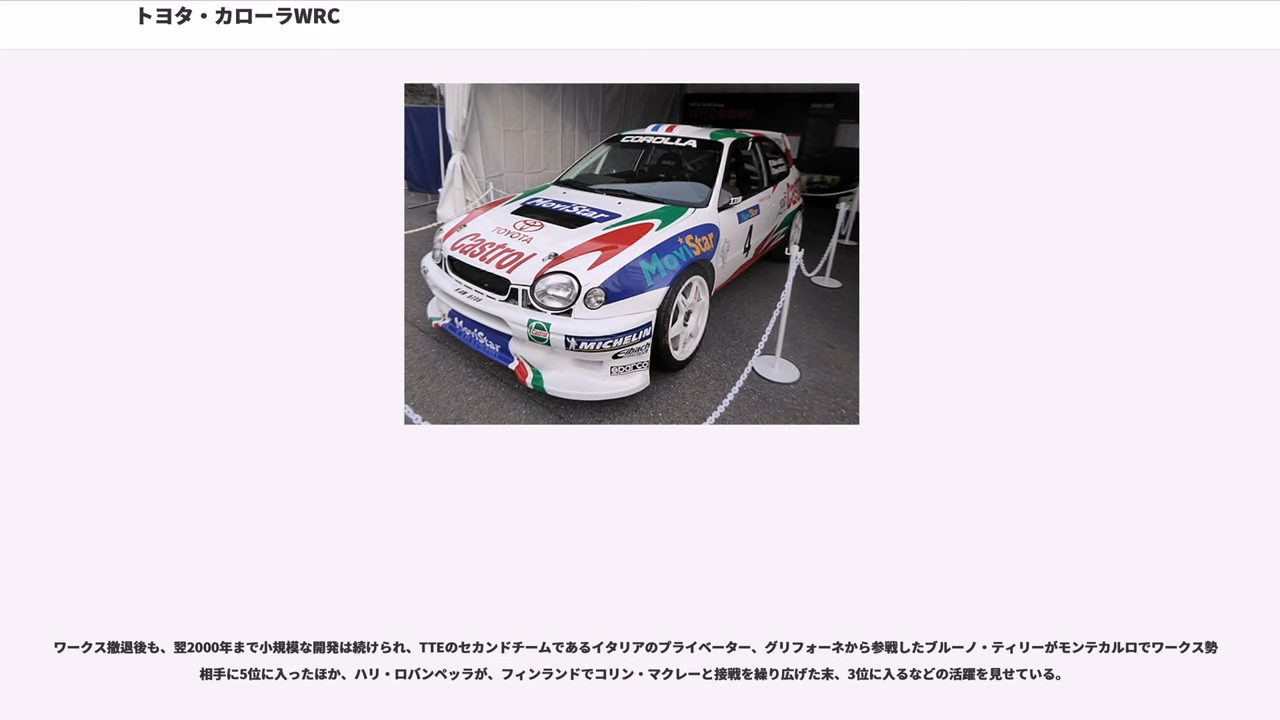 トヨタ・カローラWRC
COROLLA
MoviStar
TOYOTA
Castrol
MoviStar
4
MoviStar
Castrol
MICHELIN
Eibach
sparco
ワークス撤退後も、翌2000年まで小規模な開発は続けられ、TTEのセカンドチームであるイタリアのプライベーター、グリフォーネから参戦したブルーノ・ティリーがモンテカルロでワークス勢
相手に5位に入ったほか、ハリ・ロバンペッラが、フィンランドでコリン・マクレーと接戦を繰り広げた末、3位に入るなどの活躍を見せている。